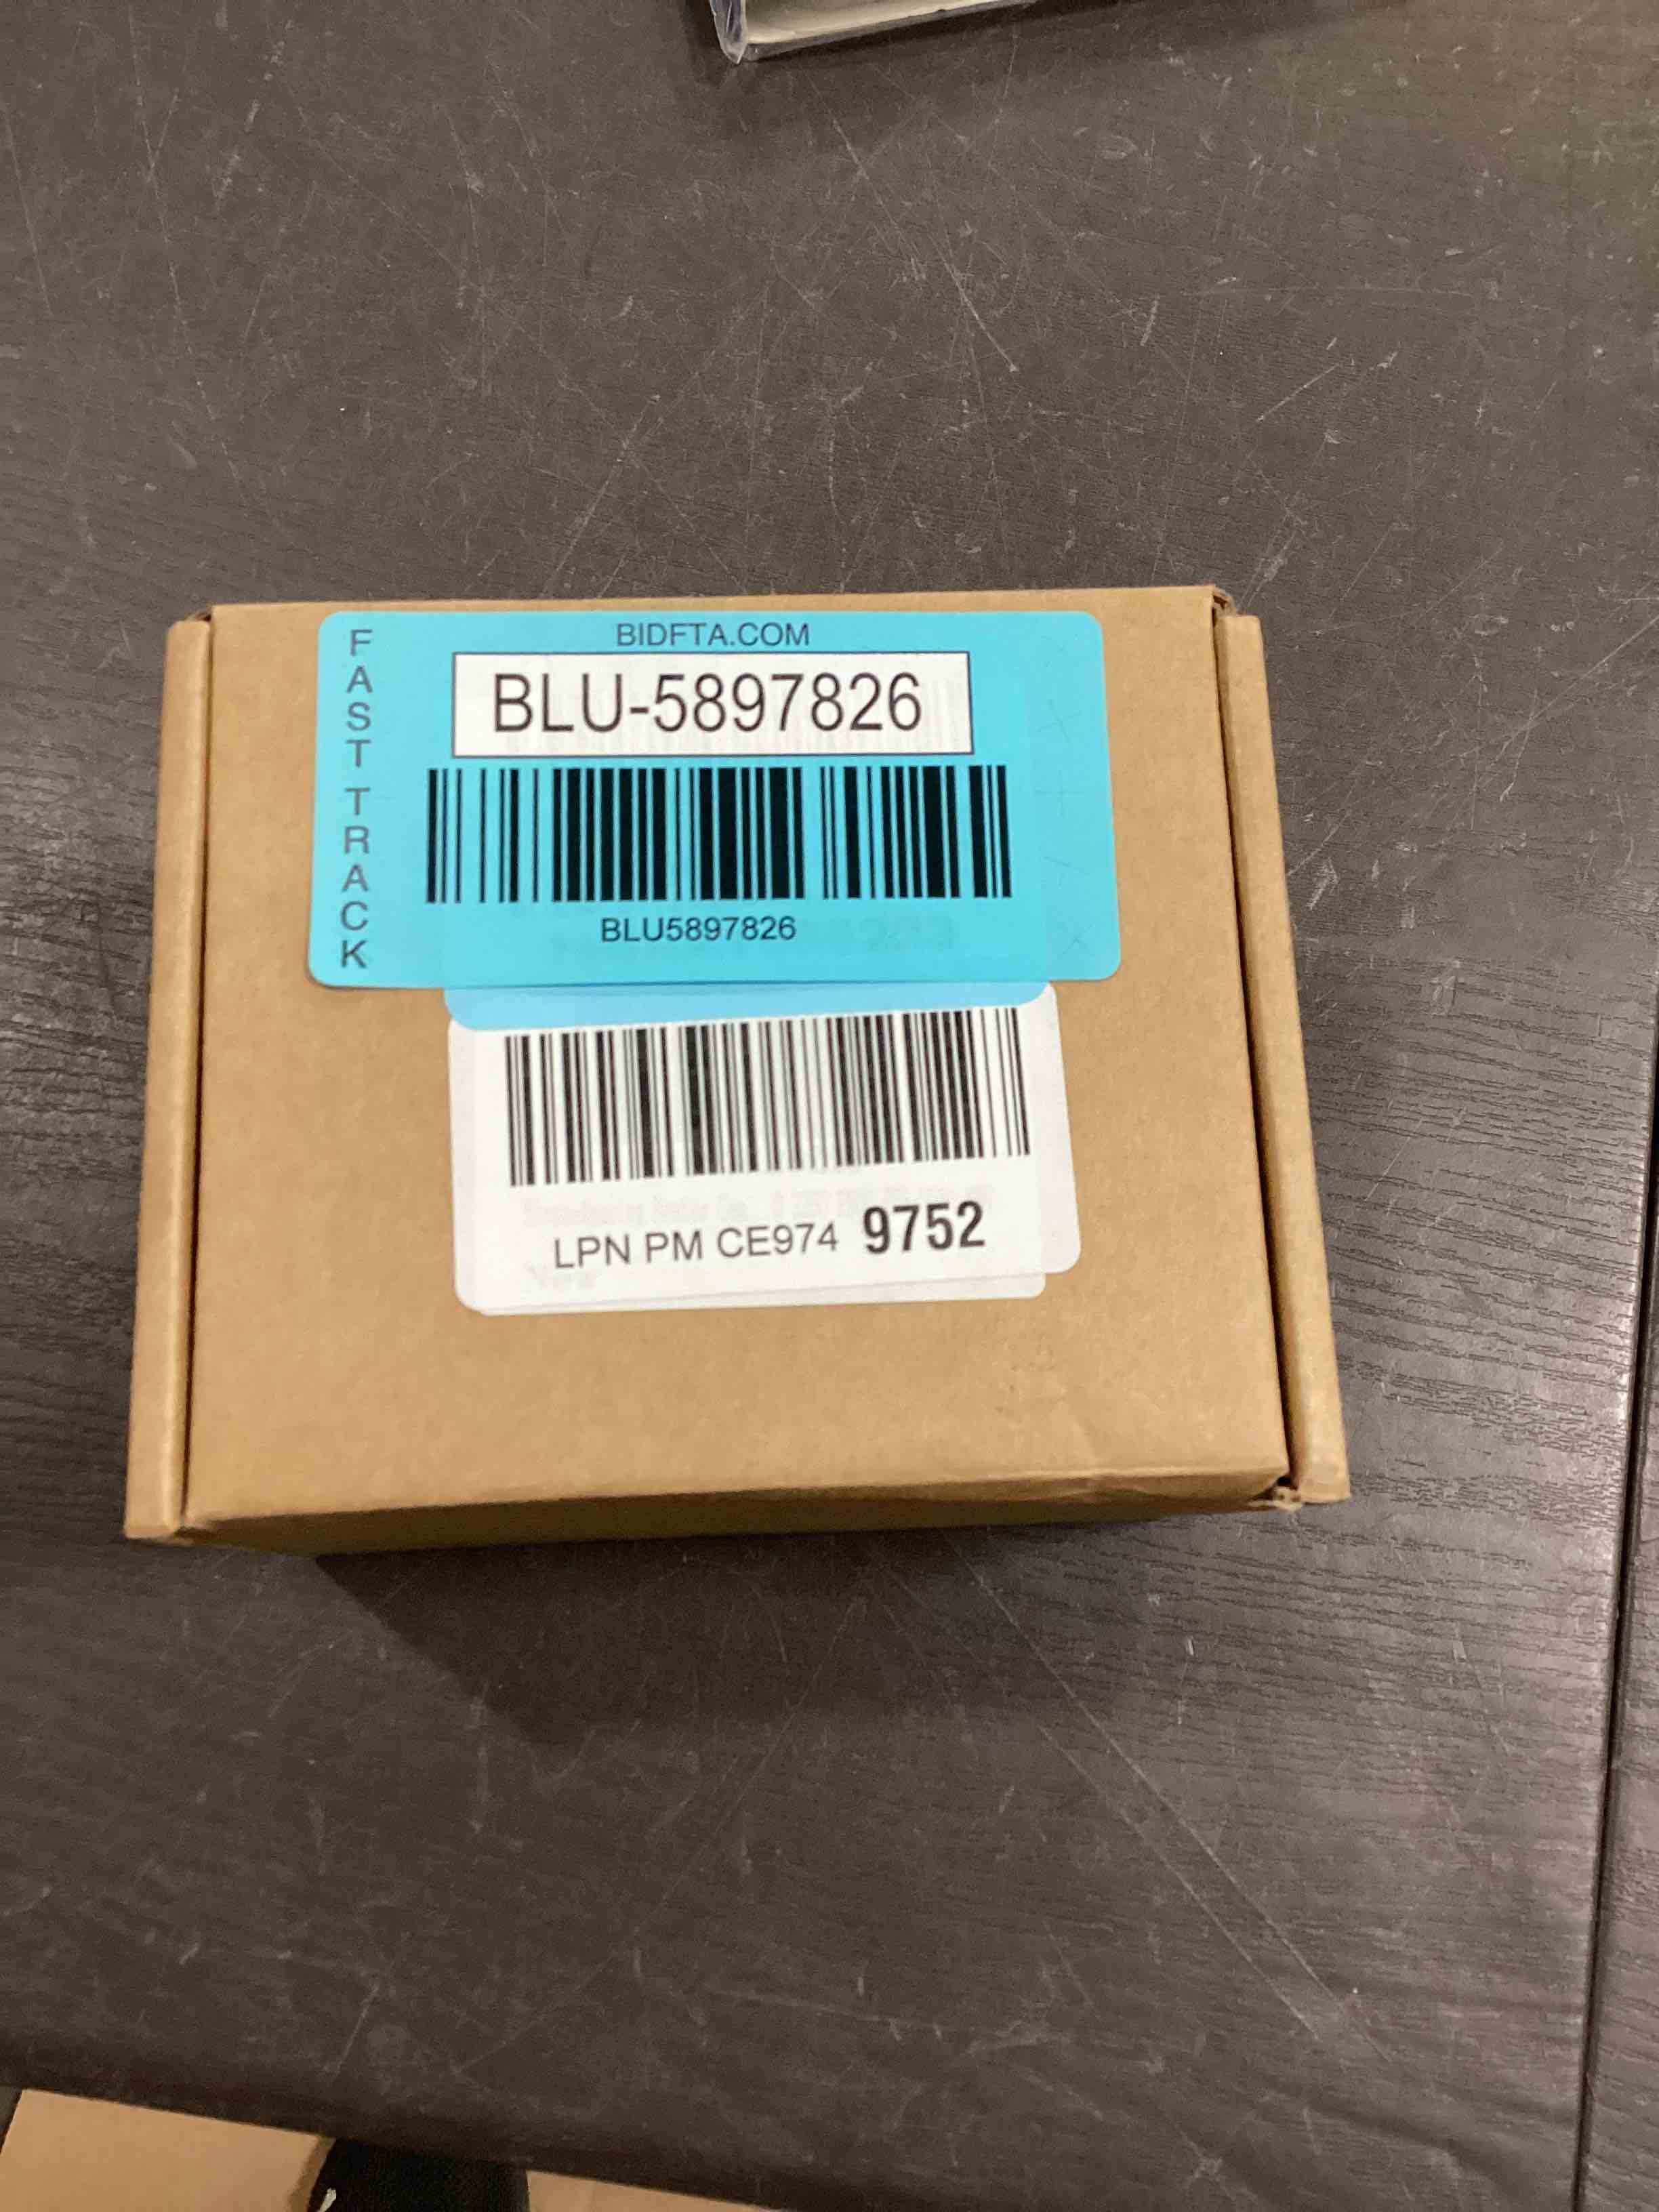 FAST TRACK
BIDFTA.COM
BLU-5897826
BLU5897826
LPN PM CE974 9752